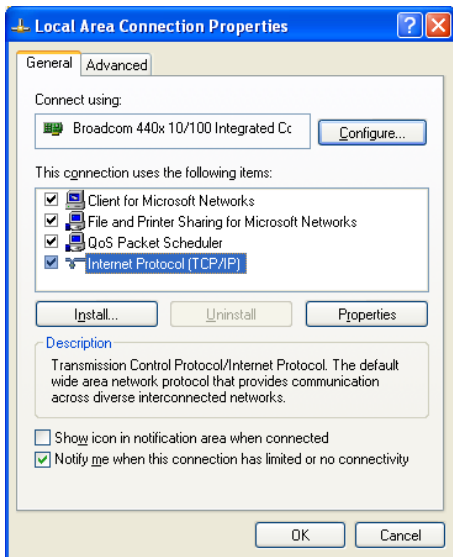 Local Area Connection Properties
General Advanced
Connect using:
Broadcom 440x 10/100 Integrated Cc
Configure...
This connection uses the following items:
Client for Microsoft Networks
File and Printer Sharing for Microsoft Networks
QoS Packet Scheduler
Internet Protocol (TCP/IP)
Install... Uninstall Properties
Description
Transmission Control Protocol/Internet Protocol. The default
wide area network protocol that provides communication
across diverse interconnected networks.
Show icon in notification area when connected
Notify me when this connection has limited or no connectivity
OK Cancel